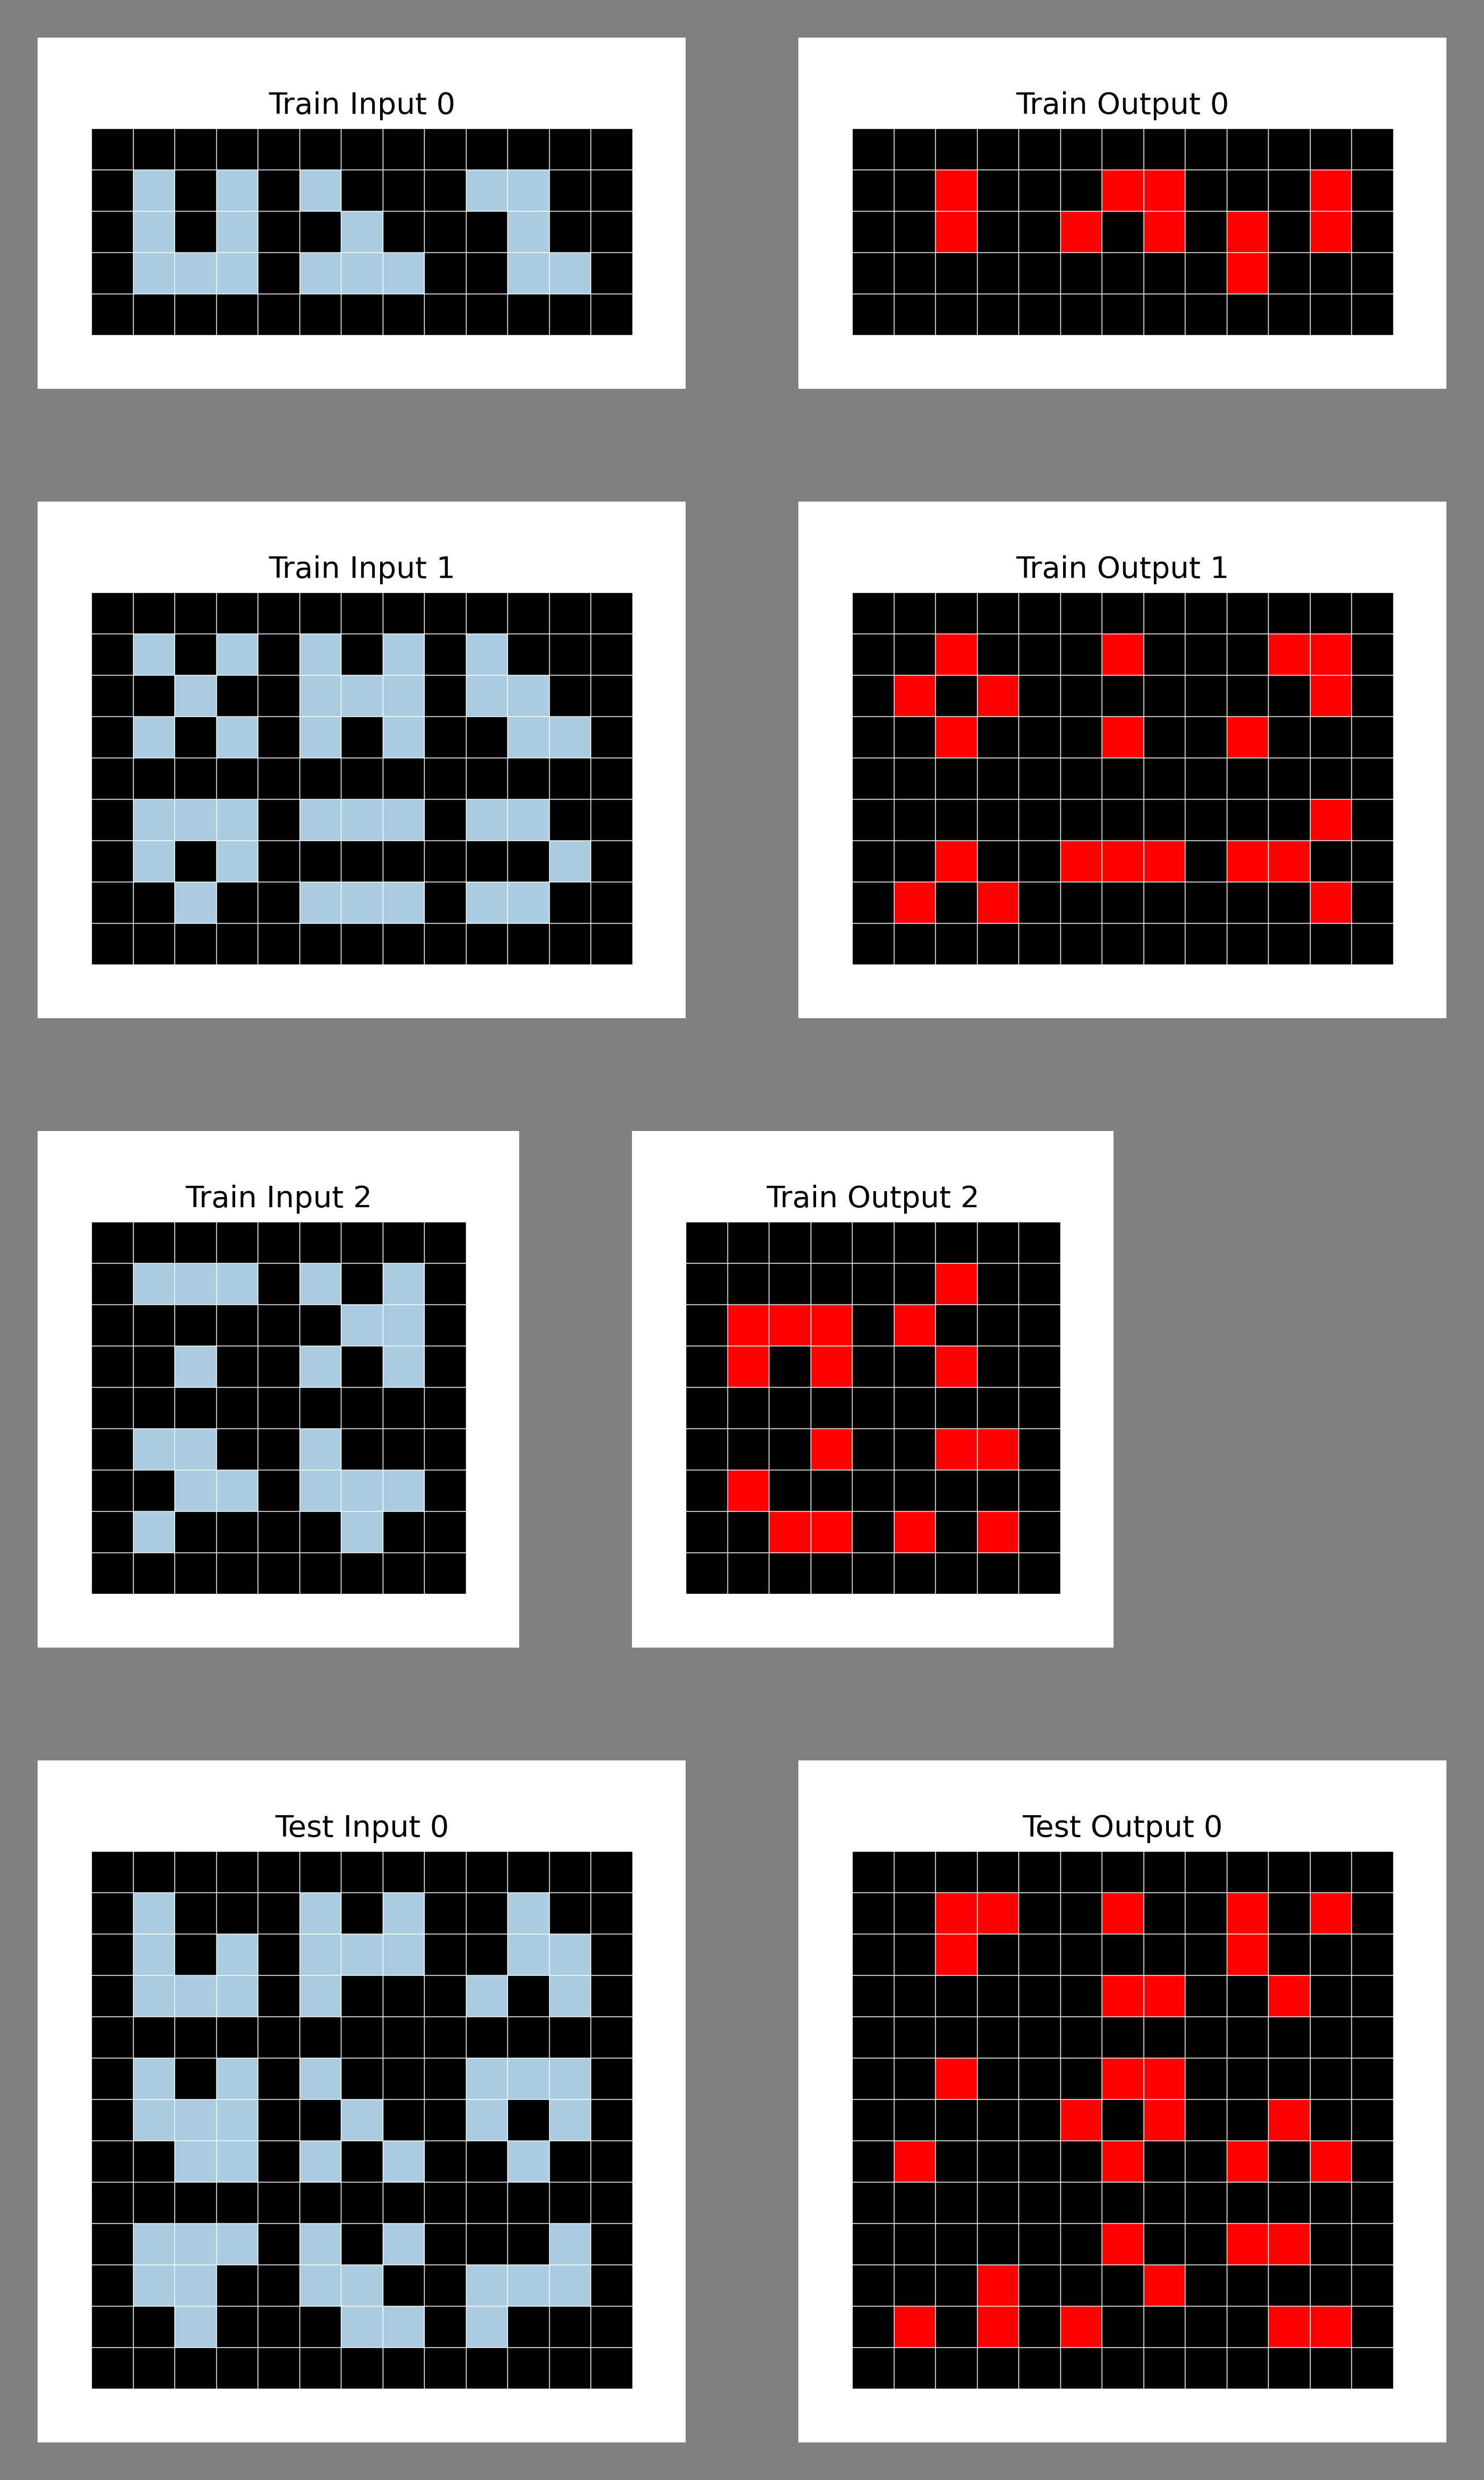 Train Input 0
Train Output 0
Train Input 1
Train Output 1
Train Input 2
Train Output 2
Test Input 0
Test Output 0